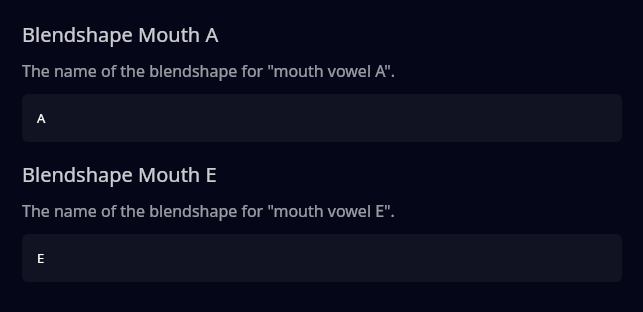 Blendshape Mouth A
The name of the blendshape for "mouth vowel A".
A
Blendshape Mouth E
The name of the blendshape for "mouth vowel E".
E